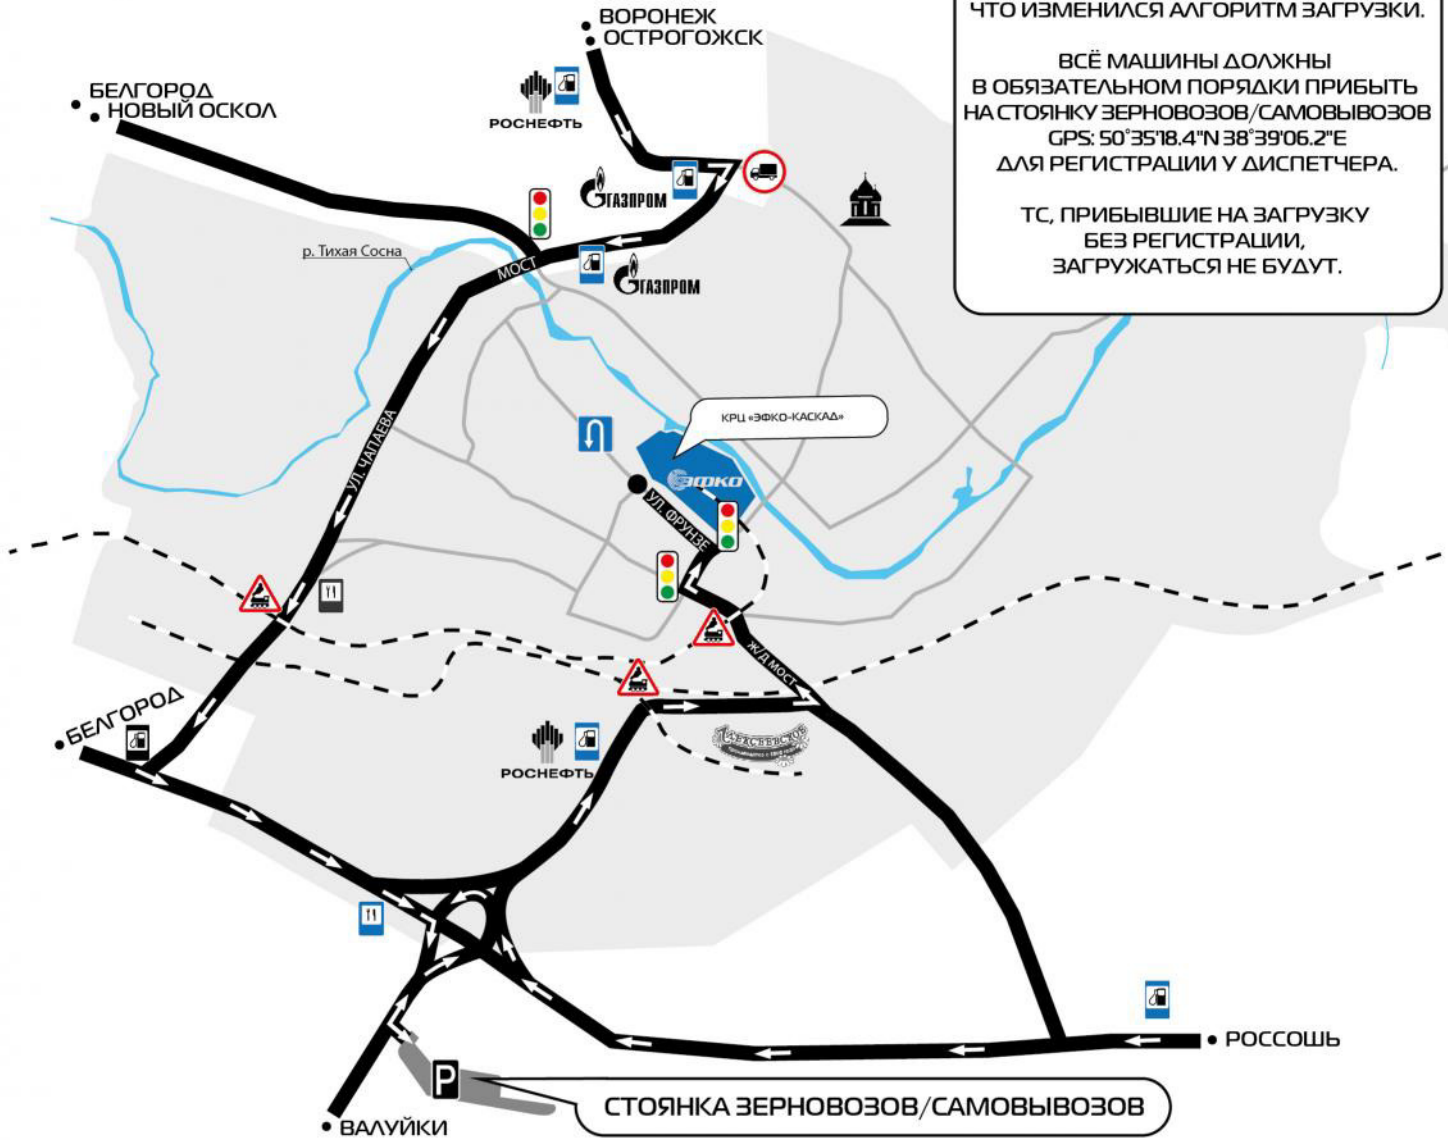 ЧТО ИЗМЕНИЛСЯ АЛГОРИТМ ЗАГРУЗКИ.
ВСЁ МАШИНЫ ДОЛЖНЫ
В ОБЯЗАТЕЛЬНОМ ПОРЯДКИ ПРИБЫТЬ
НА СТОЯНКУ ЗЕРНОВОЗОВ/САМОВЫВОЗОВ
GPS: 50°35'18.4"N 38°39'06.2"E
ДЛЯ РЕГИСТРАЦИИ У ДИСПЕТЧЕРА.
ТС, ПРИБЫВШИЕ НА ЗАГРУЗКУ
БЕЗ РЕГИСТРАЦИИ,
ЗАГРУЖАТЬСЯ НЕ БУДУТ.
ВОРОНЕЖ
ОСТРОГОЖСК
БЕЛГОРОД
НОВЫЙ ОСКОЛ
РОСНЕФТЬ
ГАЗПРОМ
р. Тихая Сосна
МОСТ
ГАЗПРОМ
КРЦ «ЭФКО-КАСКАД»
УЛ. ЧАПАЕВА
ЭФКО
УЛ. ФРУНЗЕ
Ж/Д МОСТ
БЕЛГОРОД
АЛЕКСЕЕВСКОЕ
РОСНЕФТЬ
РОССОШЬ
P
СТОЯНКА ЗЕРНОВОЗОВ/САМОВЫВОЗОВ
ВАЛУЙКИ